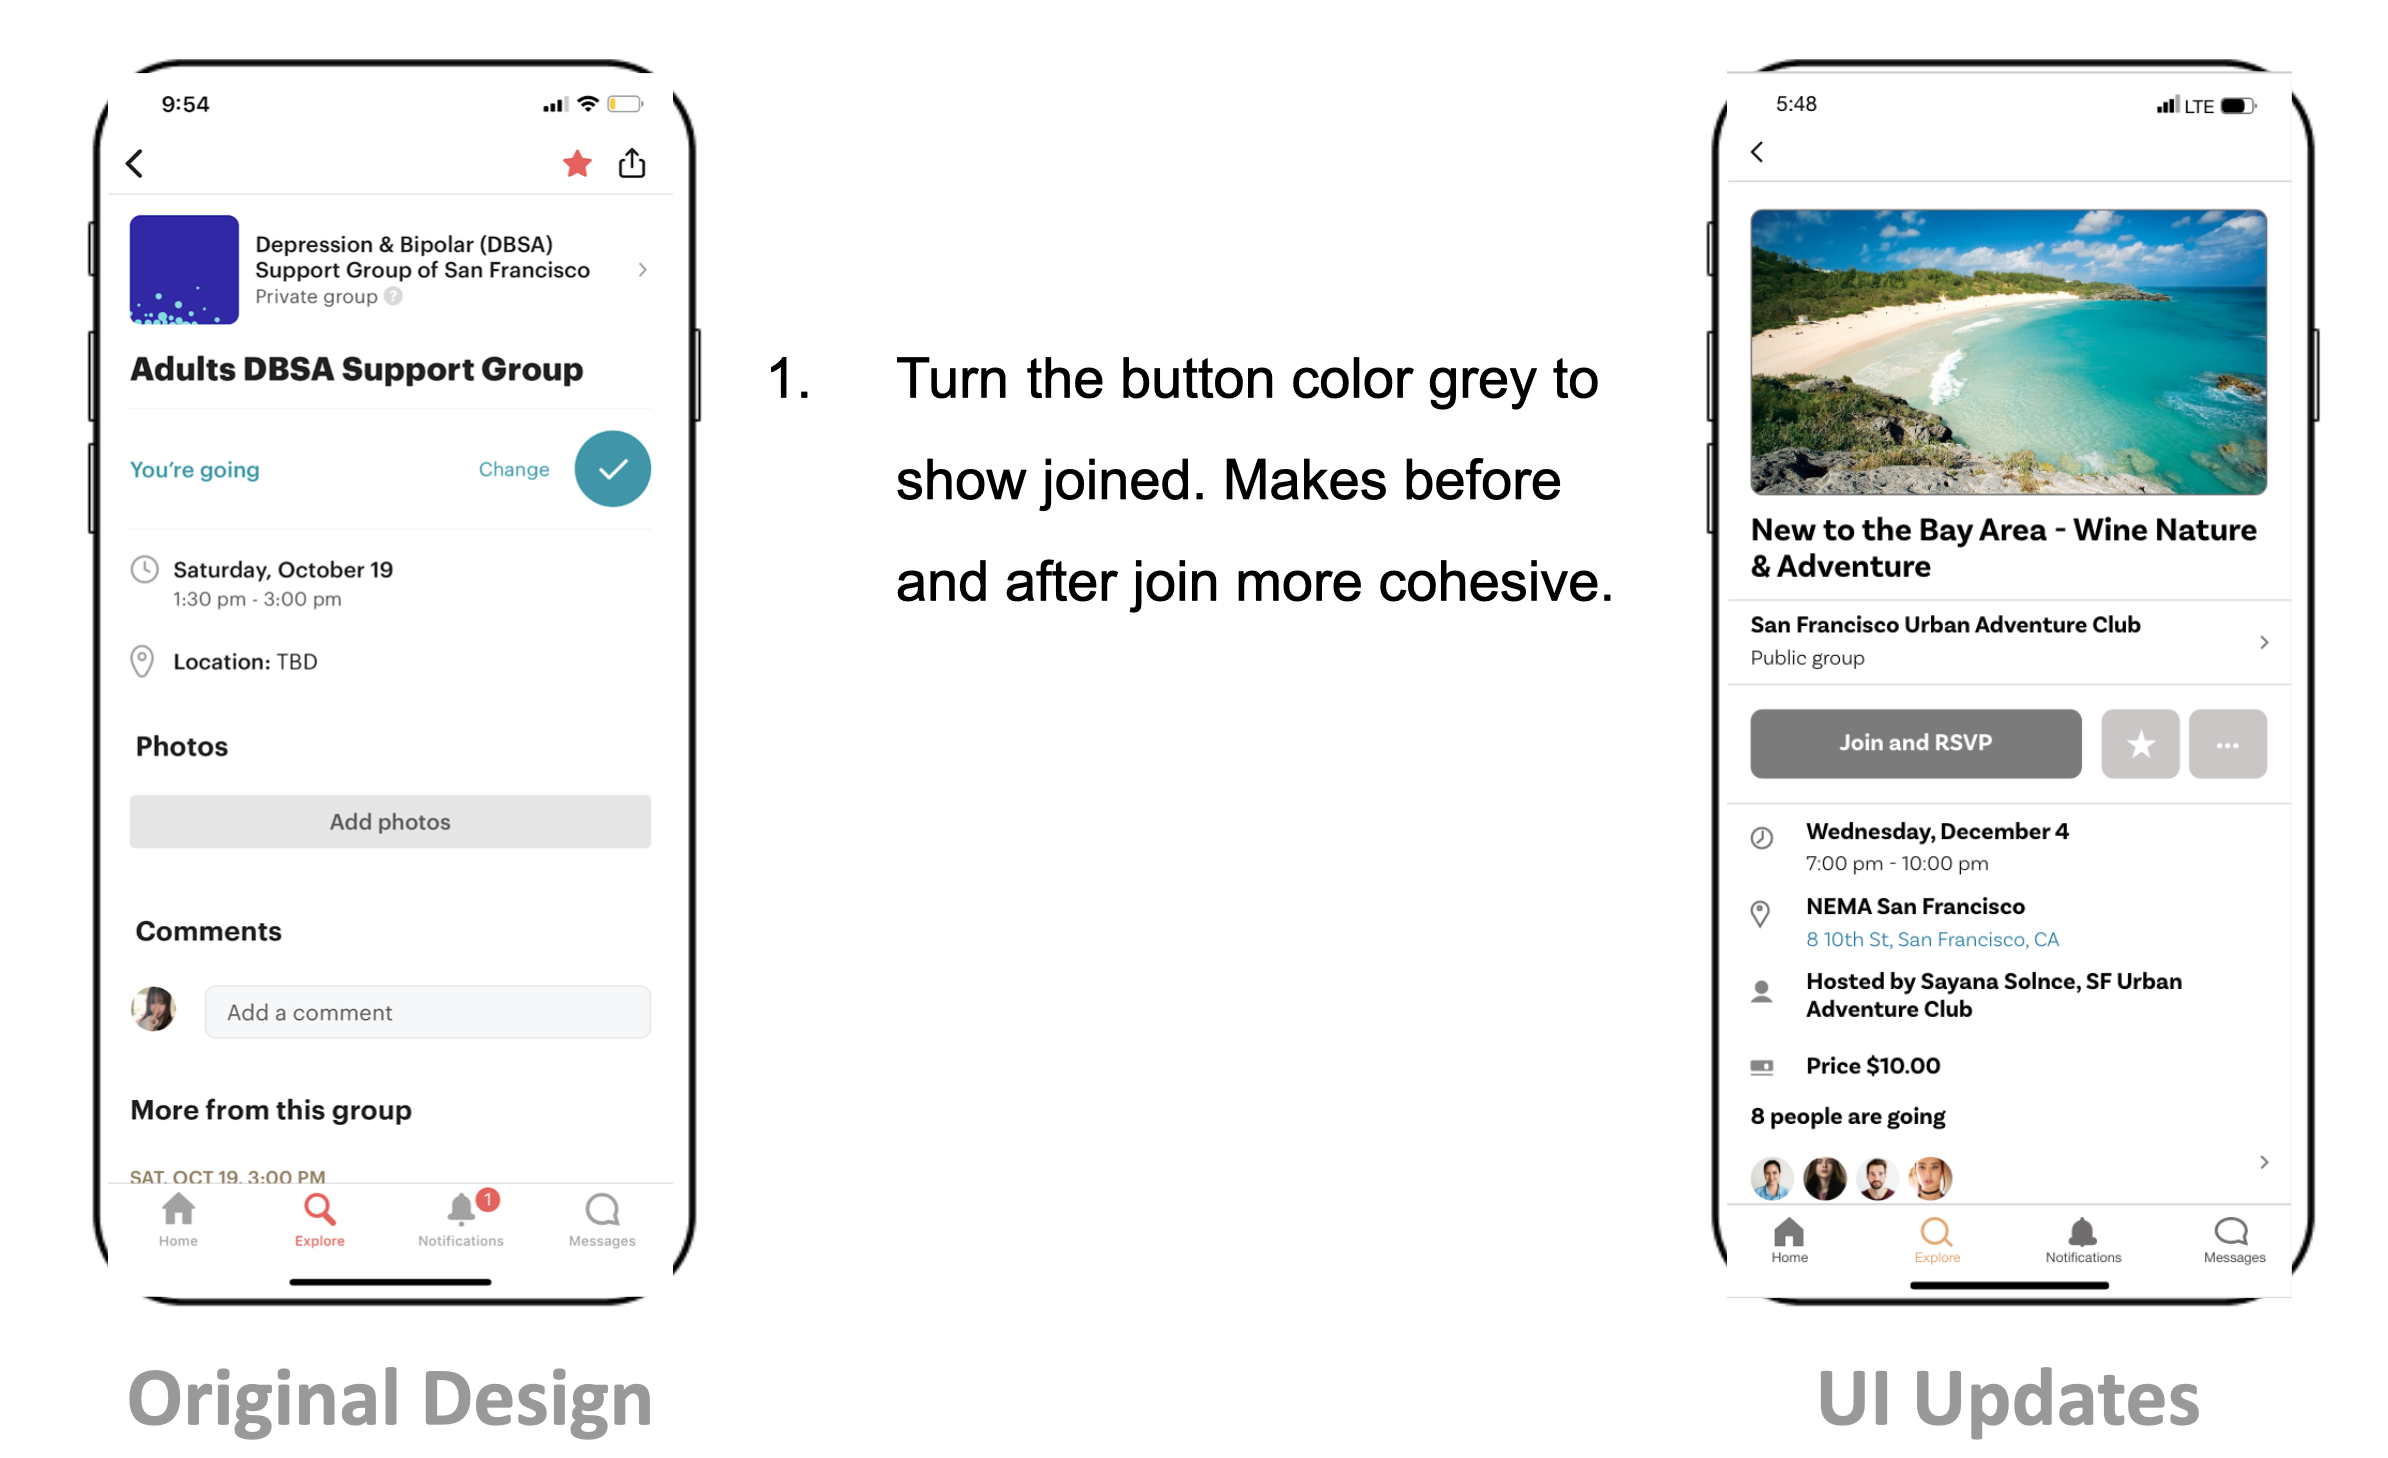 9:54
Depression & Bipolar (DBSA)
Support Group of San Francisco
Private group ?
Adults DBSA Support Group
You're going
Change
Saturday, October 19
1:30 pm - 3:00 pm
Location: TBD
Photos
Add photos
Comments
Add a comment
More from this group
SAT, OCT 19, 3:00 PM
1
Home
Explore
Notifications
Messages
Original Design
1. Turn the button color grey to
show joined. Makes before
and after join more cohesive.
5:48
LTE
New to the Bay Area - Wine Nature
& Adventure
San Francisco Urban Adventure Club
Public group
Join and RSVP
Wednesday, December 4
7:00 pm - 10:00 pm
NEMA San Francisco
8 10th St, San Francisco, CA
Hosted by Sayana Solnce, SF Urban
Adventure Club
Price $10.00
8 people are going
Home
Explore
Notifications
Messages
UI Updates